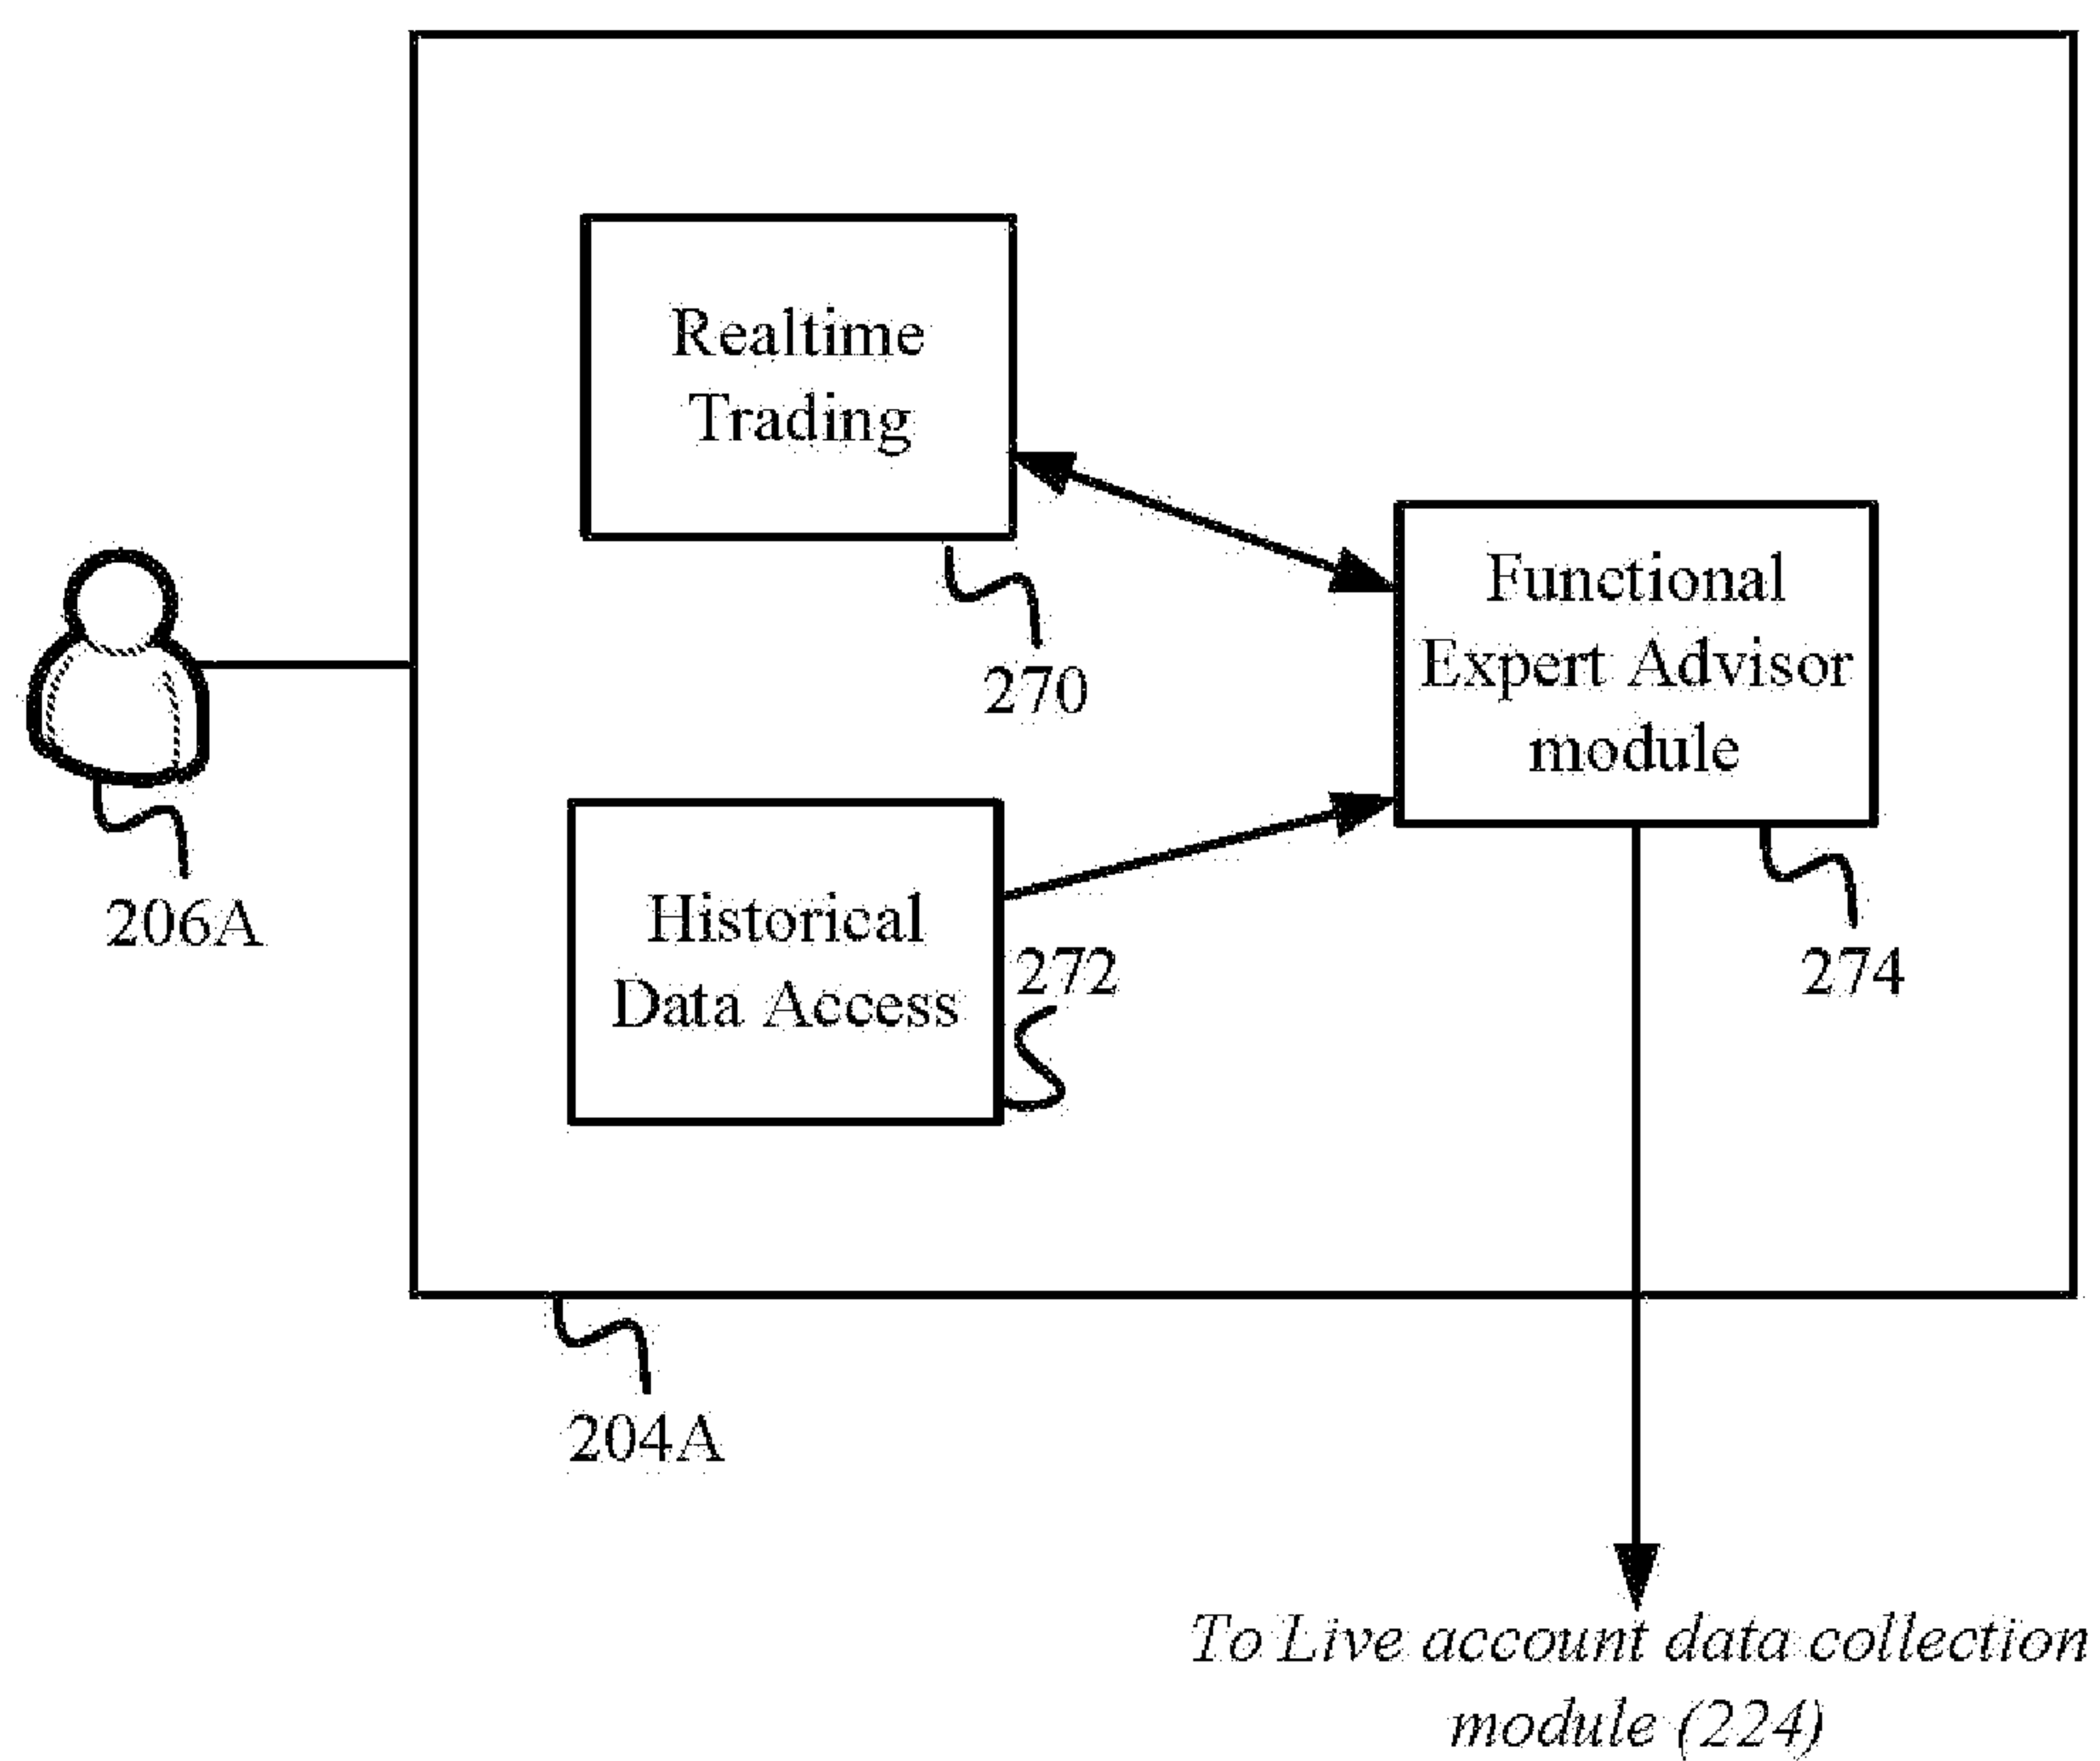 Realtime
Trading
270
Functional
Expert Advisor
module
274
206A
Historical
Data Access
272
204A
To Live account data collection
module (224)